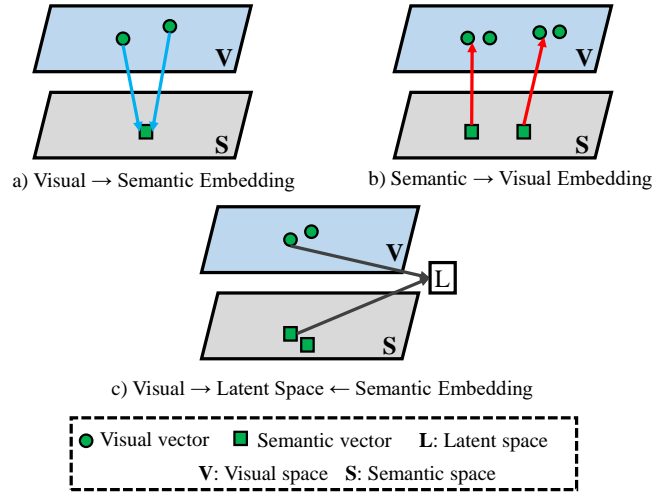 V
V
S
S
a) Visual → Semantic Embedding
b) Semantic → Visual Embedding
V
L
S
c) Visual → Latent Space ← Semantic Embedding
Visual vector Semantic vector L: Latent space
V: Visual space S: Semantic space